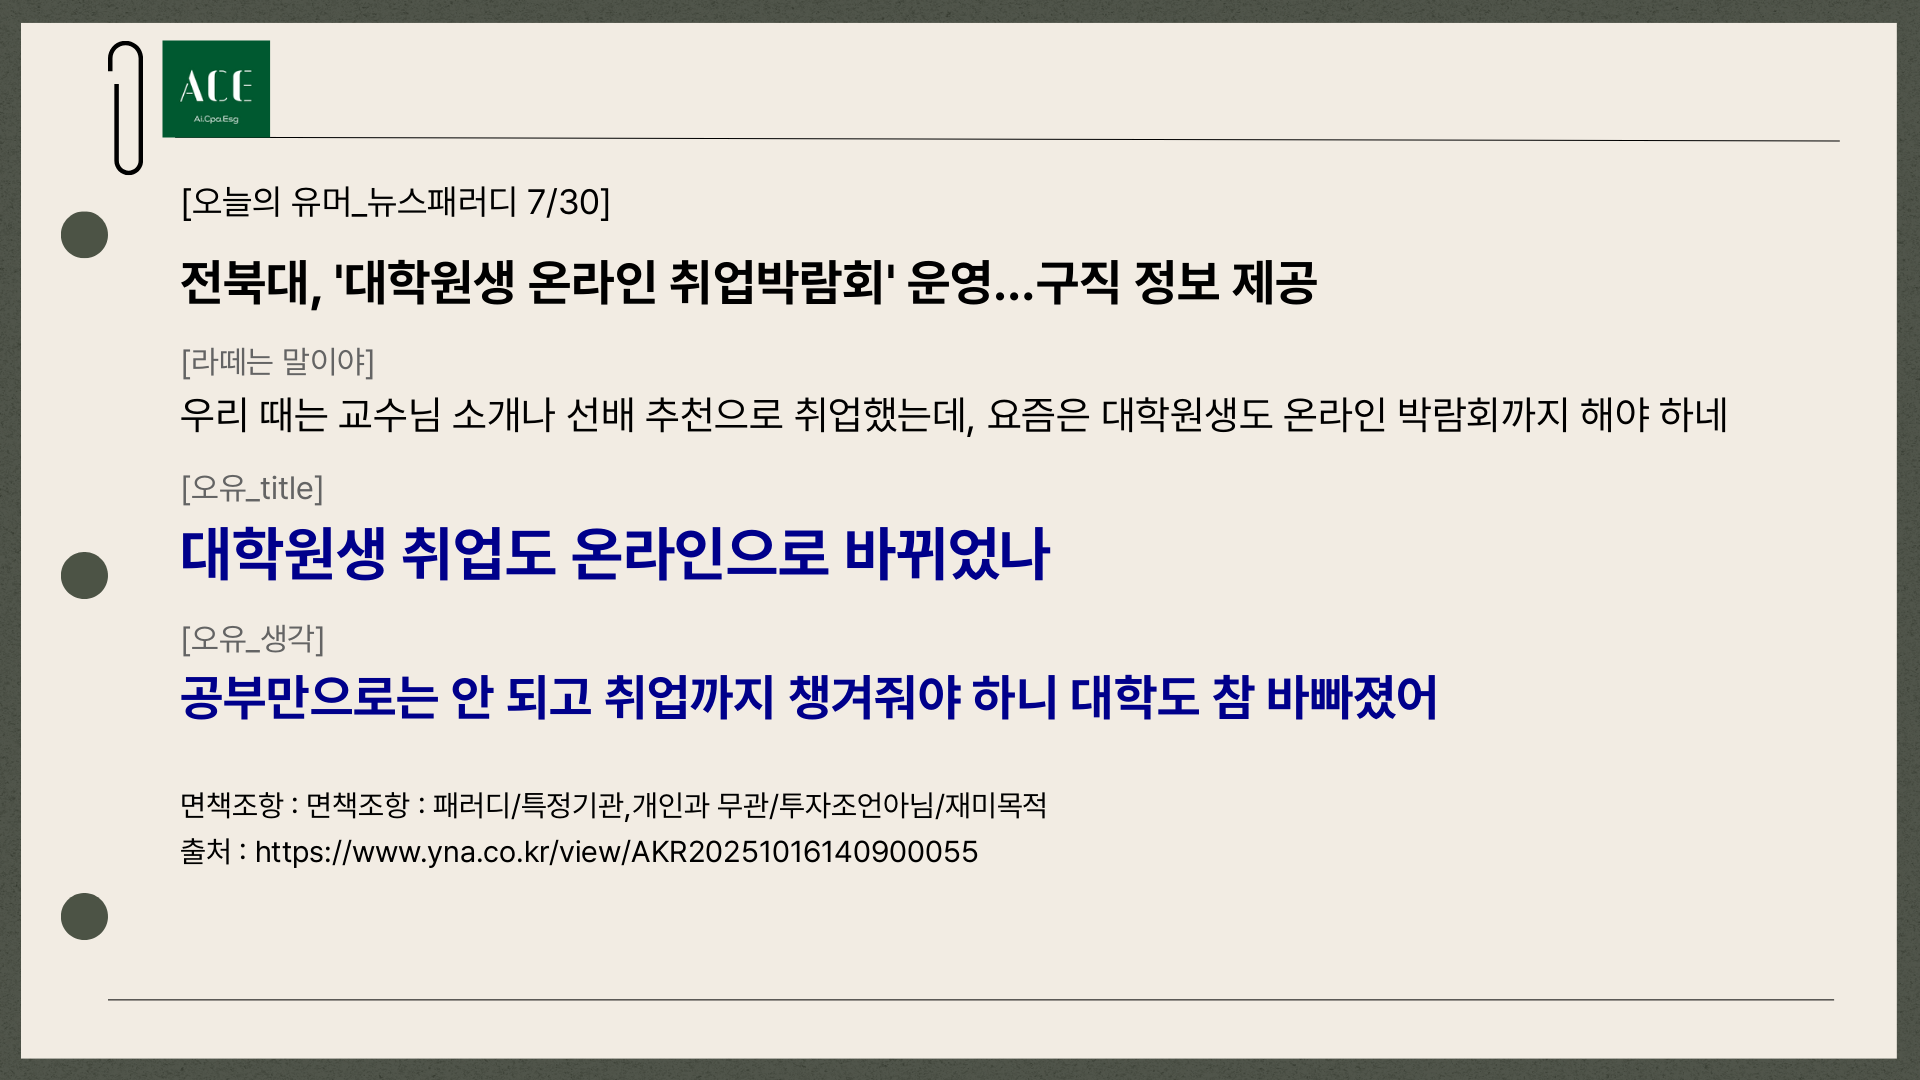 ACE
Ai.Cpa.Esg
[오늘의 유머_뉴스패러디 7/30]
전북대, '대학원생 온라인 취업박람회' 운영...구직 정보 제공
[라떼는 말이야]
우리 때는 교수님 소개나 선배 추천으로 취업했는데, 요즘은 대학원생도 온라인 박람회까지 해야 하네
[오유_title]
대학원생 취업도 온라인으로 바뀌었나
[오유_생각]
공부만으로는 안 되고 취업까지 챙겨줘야 하니 대학도 참 바빠졌어
면책조항 : 면책조항 : 패러디/특정기관,개인과 무관/투자조언아님/재미목적
출처 : https://www.yna.co.kr/view/AKR20251016140900055